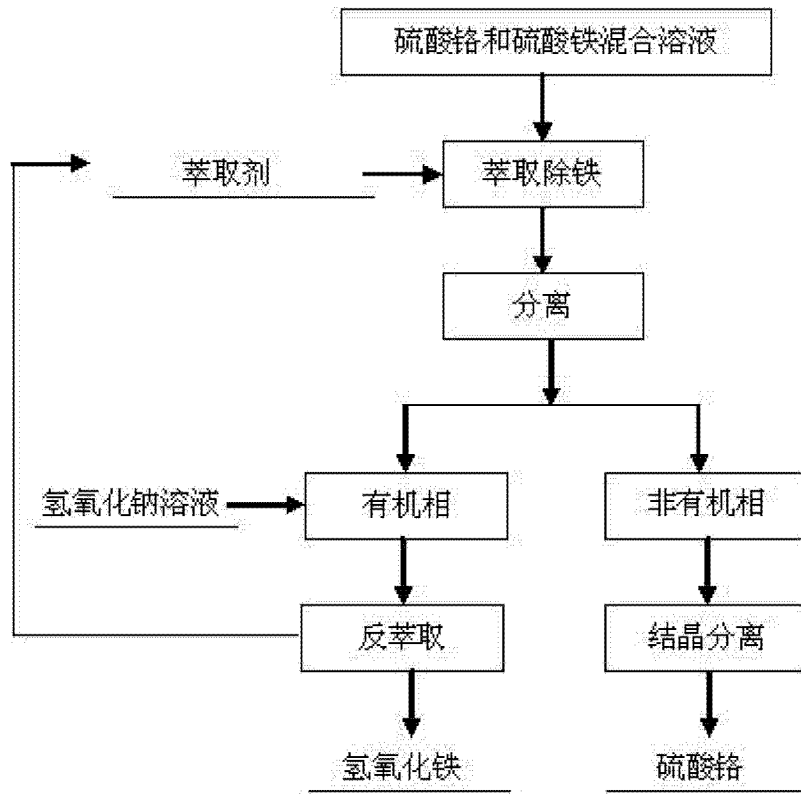 硫酸铬和硫酸铁混合溶液
萃取剂
萃取除铁
分离
氢氧化钠溶液
有机相
非有机相
反萃取
结晶分离
氢氧化铁
硫酸铬